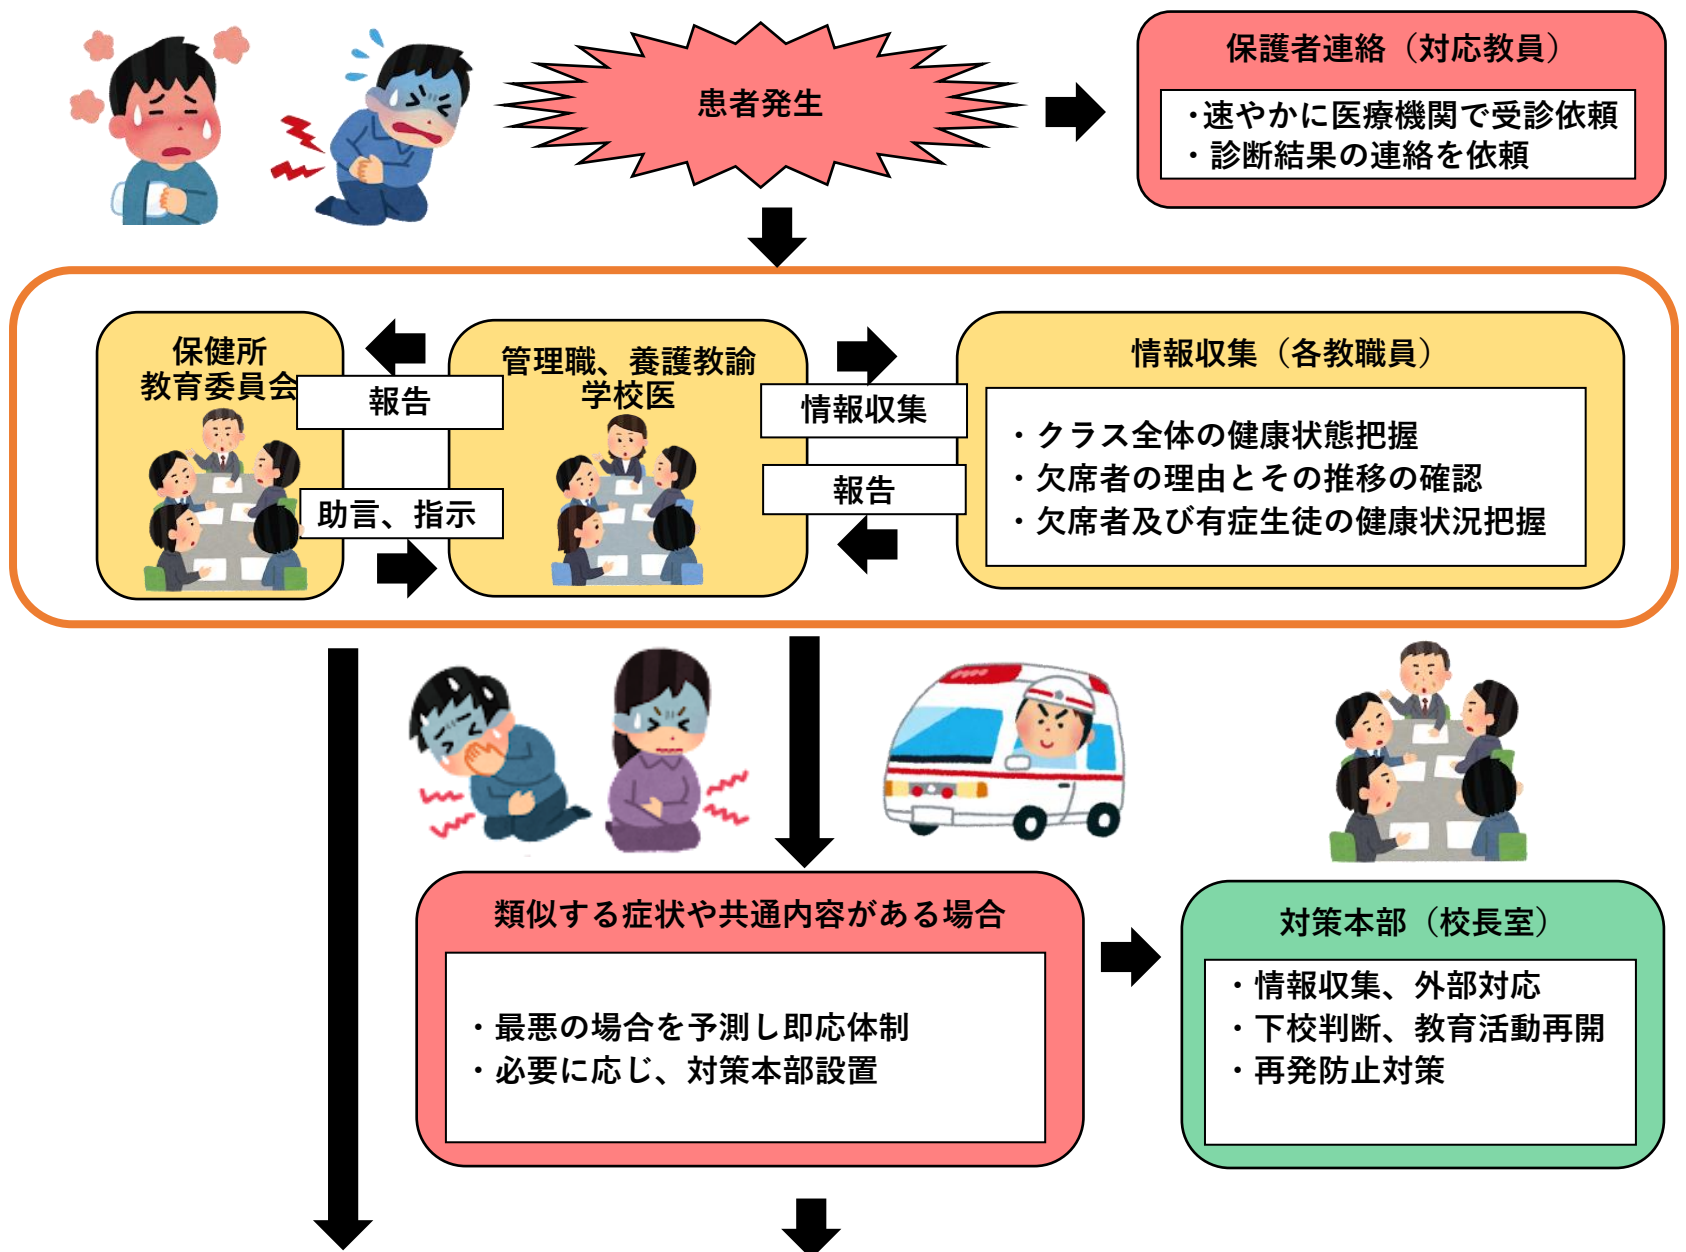 患者発生
保護者連絡（対応教員）
・速やかに医療機関で受診依頼
・診断結果の連絡を依頼
保健所
教育委員会
報告
助言、指示
管理職、養護教諭
学校医
情報収集
報告
情報収集（各教職員）
・クラス全体の健康状態把握
・欠席者の理由とその推移の確認
・欠席者及び有症生徒の健康状況把握
類似する症状や共通内容がある場合
・最悪の場合を予測し即応体制
・必要に応じ、対策本部設置
対策本部（校長室）
・情報収集、外部対応
・下校判断、教育活動再開
・再発防止対策